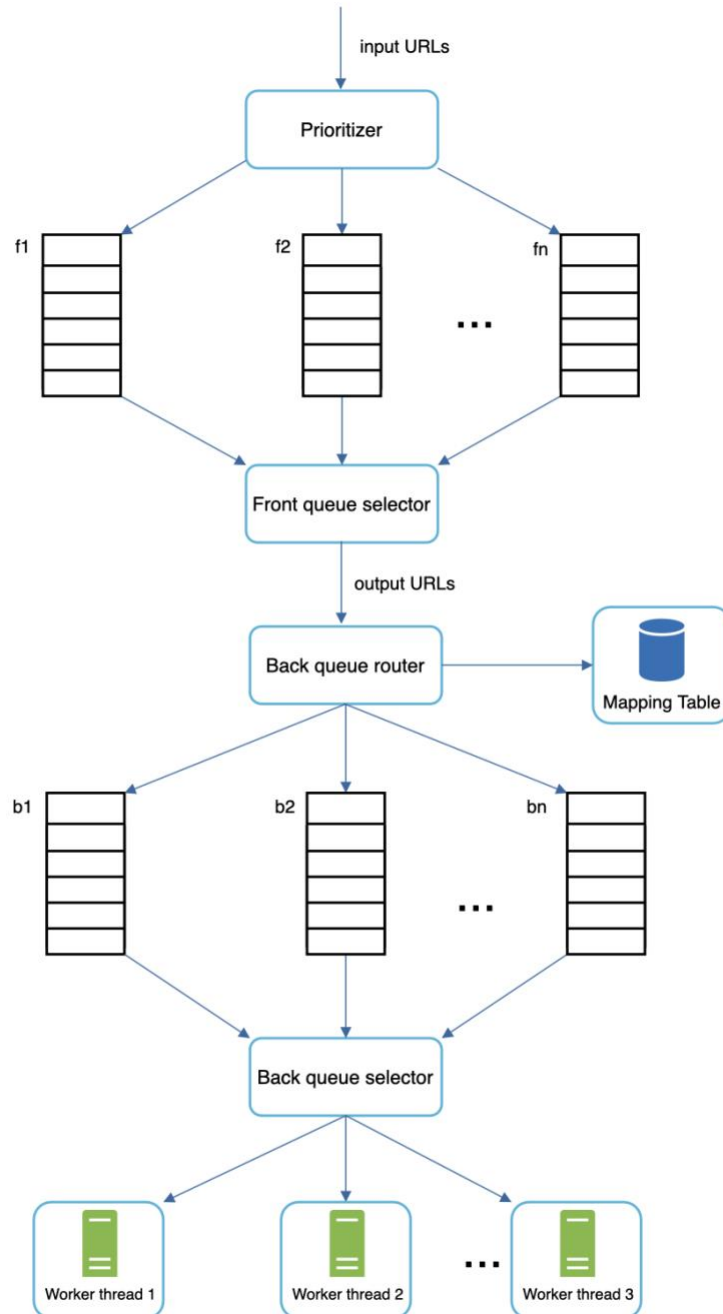 input URLs
Prioritizer
f1
f2
fn
...
Front queue selector
output URLs
Back queue router
Mapping Table
b1
b2
bn
...
Back queue selector
...
Worker thread 1
Worker thread 2
Worker thread 3